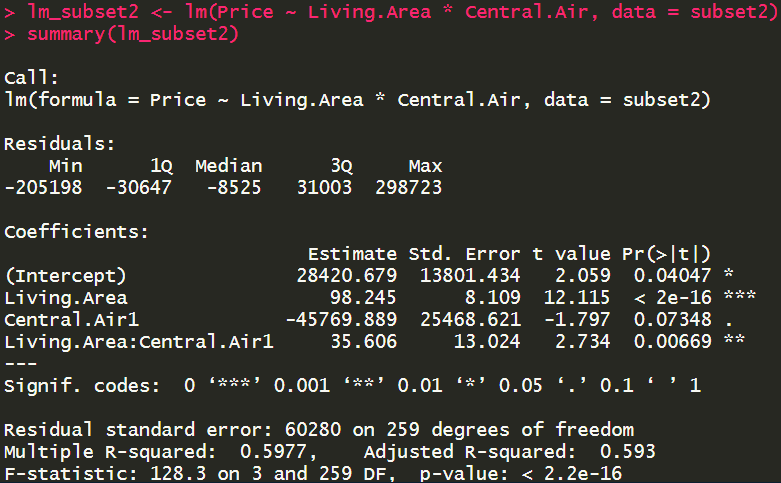 > lm_subset2 <- lm(Price ~ Living.Area * Central.Air, data = subset2)
> summary(lm_subset2)

Call:
lm(formula = Price ~ Living.Area * Central.Air, data = subset2)

Residuals:
    Min      1Q  Median      3Q     Max
-205198  -30647   -8525   31003  298723

Coefficients:
                          Estimate Std. Error t value Pr(>|t|)
(Intercept)              28420.679  13801.434   2.059  0.04047 *
Living.Area                 98.245      8.109  12.115  < 2e-16 ***
Central.Air1            -45769.889  25468.621  -1.797  0.07348 .
Living.Area:Central.Air1    35.606     13.024   2.734  0.00669 **
---
Signif. codes:  0 ‘***’ 0.001 ‘**’ 0.01 ‘*’ 0.05 ‘.’ 0.1 ‘ ’ 1

Residual standard error: 60280 on 259 degrees of freedom
Multiple R-squared:  0.5977,    Adjusted R-squared:  0.593
F-statistic: 128.3 on 3 and 259 DF,  p-value: < 2.2e-16